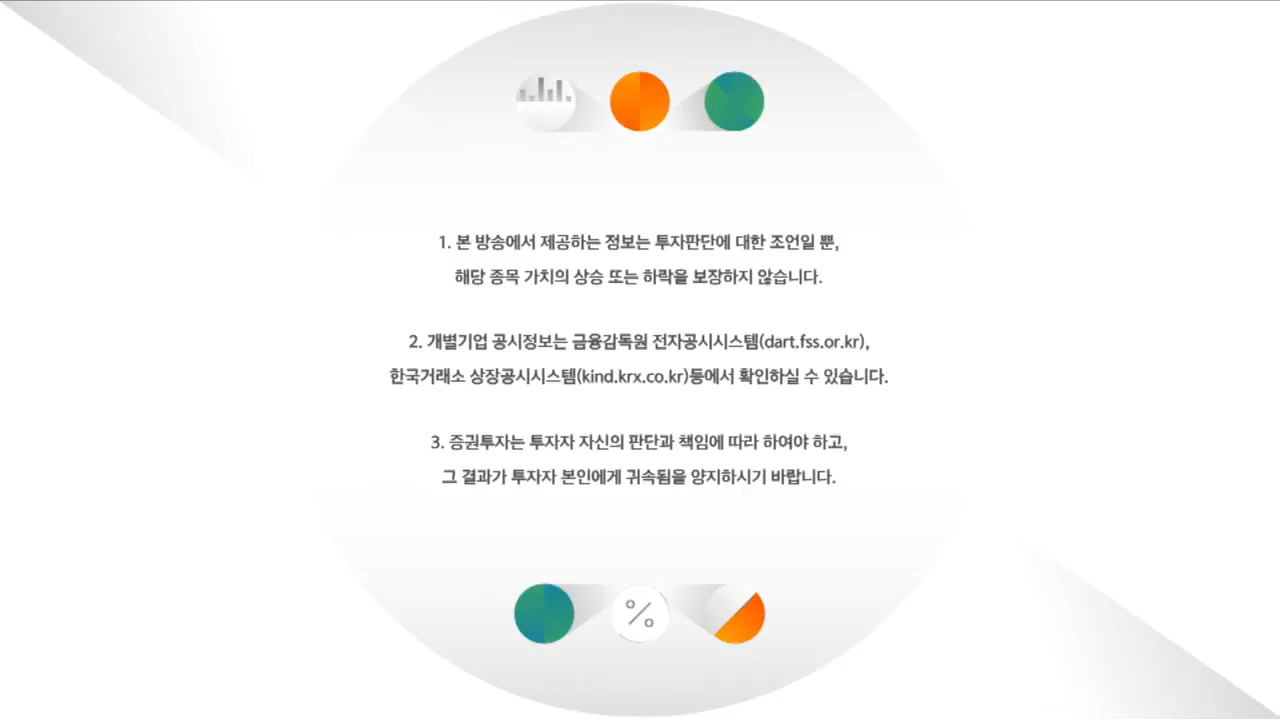 1. 본 방송에서 제공하는 정보는 투자판단에 대한 조언일 뿐,
해당 종목 가치의 상승 또는 하락을 보장하지 않습니다.
2. 개별기업 공시정보는 금융감독원 전자공시시스템(dart.fss.or.kr),
한국거래소 상장공시시스템(kind.krx.co.kr)등에서 확인하실 수 있습니다.
3. 증권투자는 투자자 자신의 판단과 책임에 따라 하여야 하고,
그 결과가 투자자 본인에게 귀속됨을 양지하시기 바랍니다.
%